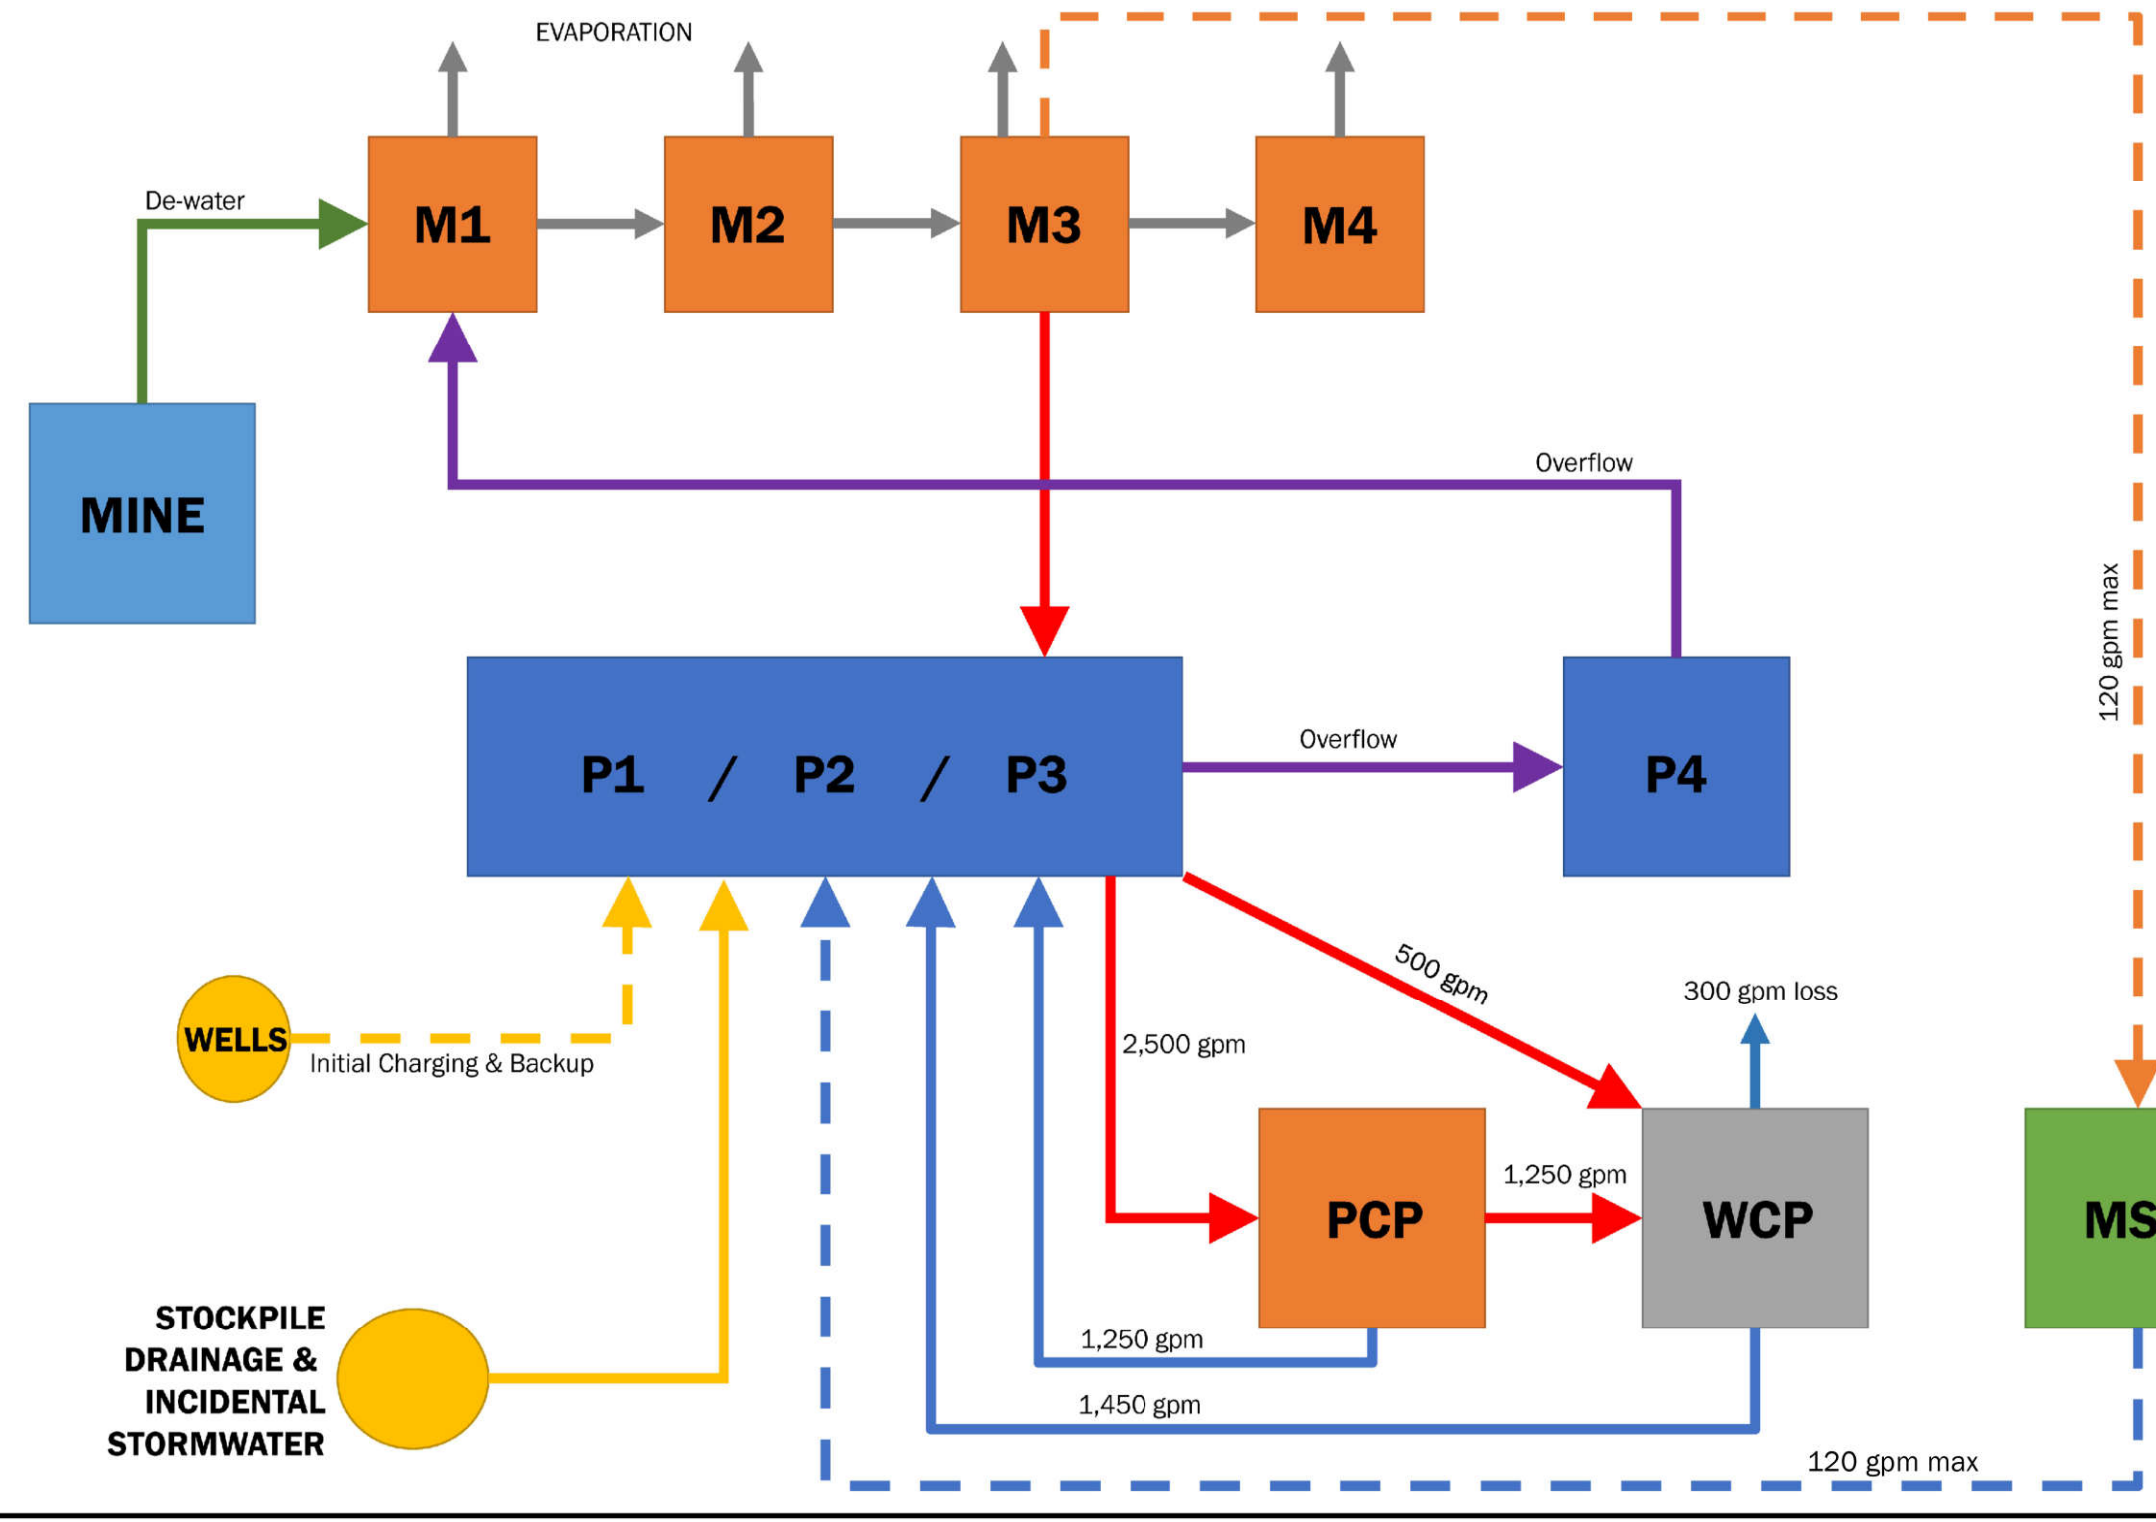 EVAPORATION
De-water
M1
M2
M3
M4
MINE
Overflow
120 gpm max
P1 / P2 / P3
Overflow
P4
500 gpm
300 gpm loss
WELLS
Initial Charging & Backup
2,500 gpm
1,250 gpm
PCP
WCP
MS
STOCKPILE
DRAINAGE &
INCIDENTAL
STORMWATER
1,250 gpm
1,450 gpm
120 gpm max